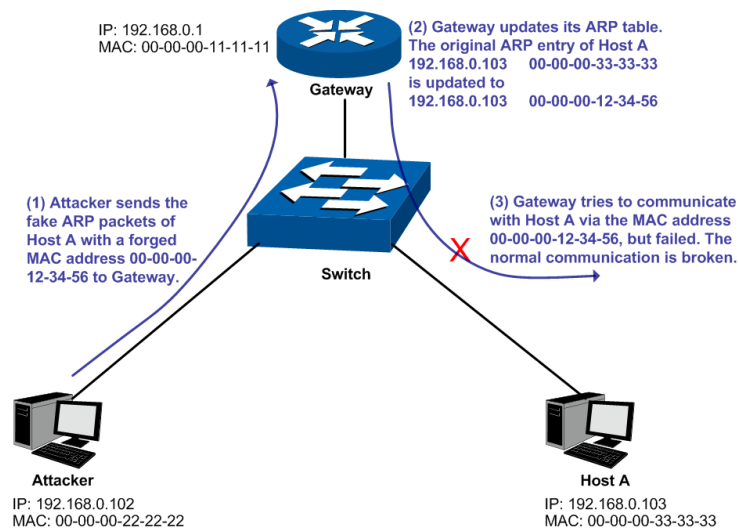 IP: 192.168.0.1
MAC: 00-00-00-11-11-11
Gateway
(2) Gateway updates its ARP table.
The original ARP entry of Host A
192.168.0.103 00-00-00-33-33-33
is updated to
192.168.0.103 00-00-00-12-34-56
(1) Attacker sends the
fake ARP packets of
Host A with a forged
MAC address 00-00-00-
12-34-56 to Gateway.
Switch
(3) Gateway tries to communicate
with Host A via the MAC address
00-00-00-12-34-56, but failed. The
normal communication is broken.
X
Attacker
IP: 192.168.0.102
MAC: 00-00-00-22-22-22
Host A
IP: 192.168.0.103
MAC: 00-00-00-33-33-33